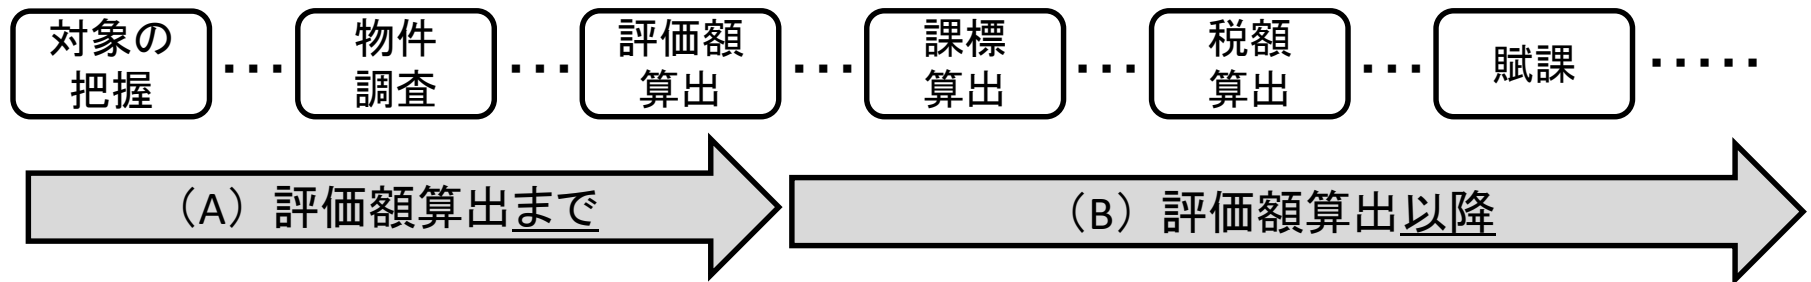 対象の
把握
・・・
物件
調査
・・・
評価額
算出
・・・
課標
算出
・・・
税額
算出
・・・
賦課
・・・・・
（A）評価額算出まで
（B）評価額算出以降